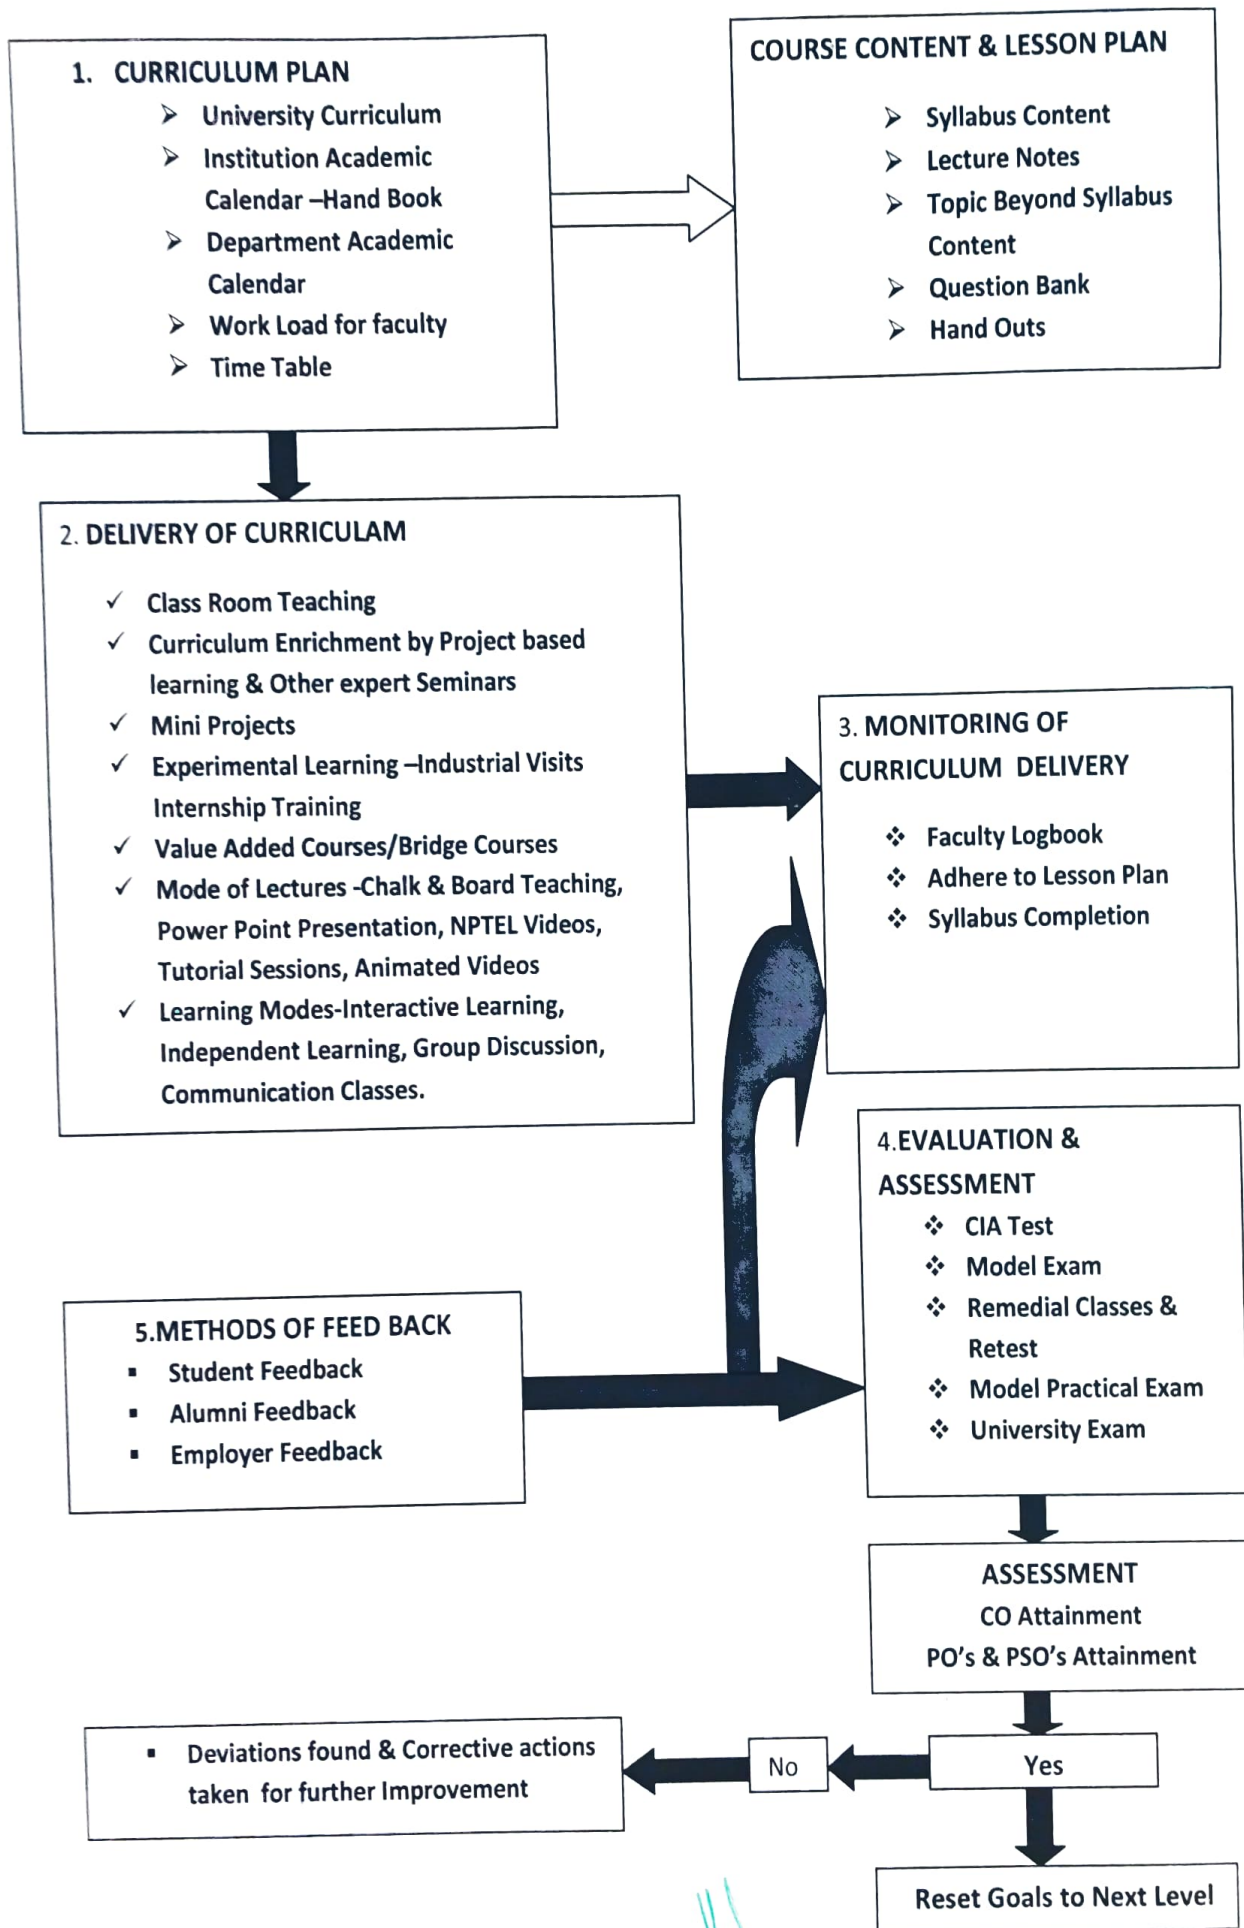 1. CURRICULUM PLAN
➢ University Curriculum
➢ Institution Academic
Calendar –Hand Book
➢ Department Academic
Calendar
➢ Work Load for faculty
➢ Time Table
COURSE CONTENT & LESSON PLAN
➢ Syllabus Content
➢ Lecture Notes
➢ Topic Beyond Syllabus
Content
➢ Question Bank
➢ Hand Outs
2. DELIVERY OF CURRICULAM
✓ Class Room Teaching
✓ Curriculum Enrichment by Project based
learning & Other expert Seminars
✓ Mini Projects
✓ Experimental Learning –Industrial Visits
Internship Training
✓ Value Added Courses/Bridge Courses
✓ Mode of Lectures -Chalk & Board Teaching,
Power Point Presentation, NPTEL Videos,
Tutorial Sessions, Animated Videos
✓ Learning Modes-Interactive Learning,
Independent Learning, Group Discussion,
Communication Classes.
3. MONITORING OF
CURRICULUM DELIVERY
❖ Faculty Logbook
❖ Adhere to Lesson Plan
❖ Syllabus Completion
4.EVALUATION &
ASSESSMENT
❖ CIA Test
❖ Model Exam
❖ Remedial Classes &
Retest
❖ Model Practical Exam
❖ University Exam
5.METHODS OF FEED BACK
▪ Student Feedback
▪ Alumni Feedback
▪ Employer Feedback
ASSESSMENT
CO Attainment
PO's & PSO's Attainment
Yes
No
▪ Deviations found & Corrective actions
taken for further Improvement
Reset Goals to Next Level